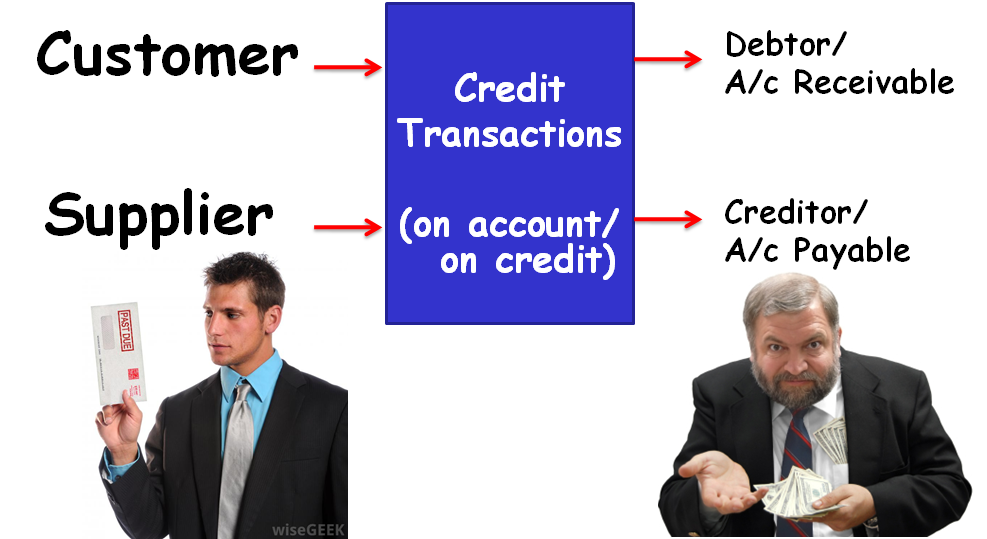 Customer
Credit
Transactions
(on account/
on credit)
Debtor/
A/c Receivable
Supplier
Creditor/
A/c Payable
PAST DUE
wiseGEEK